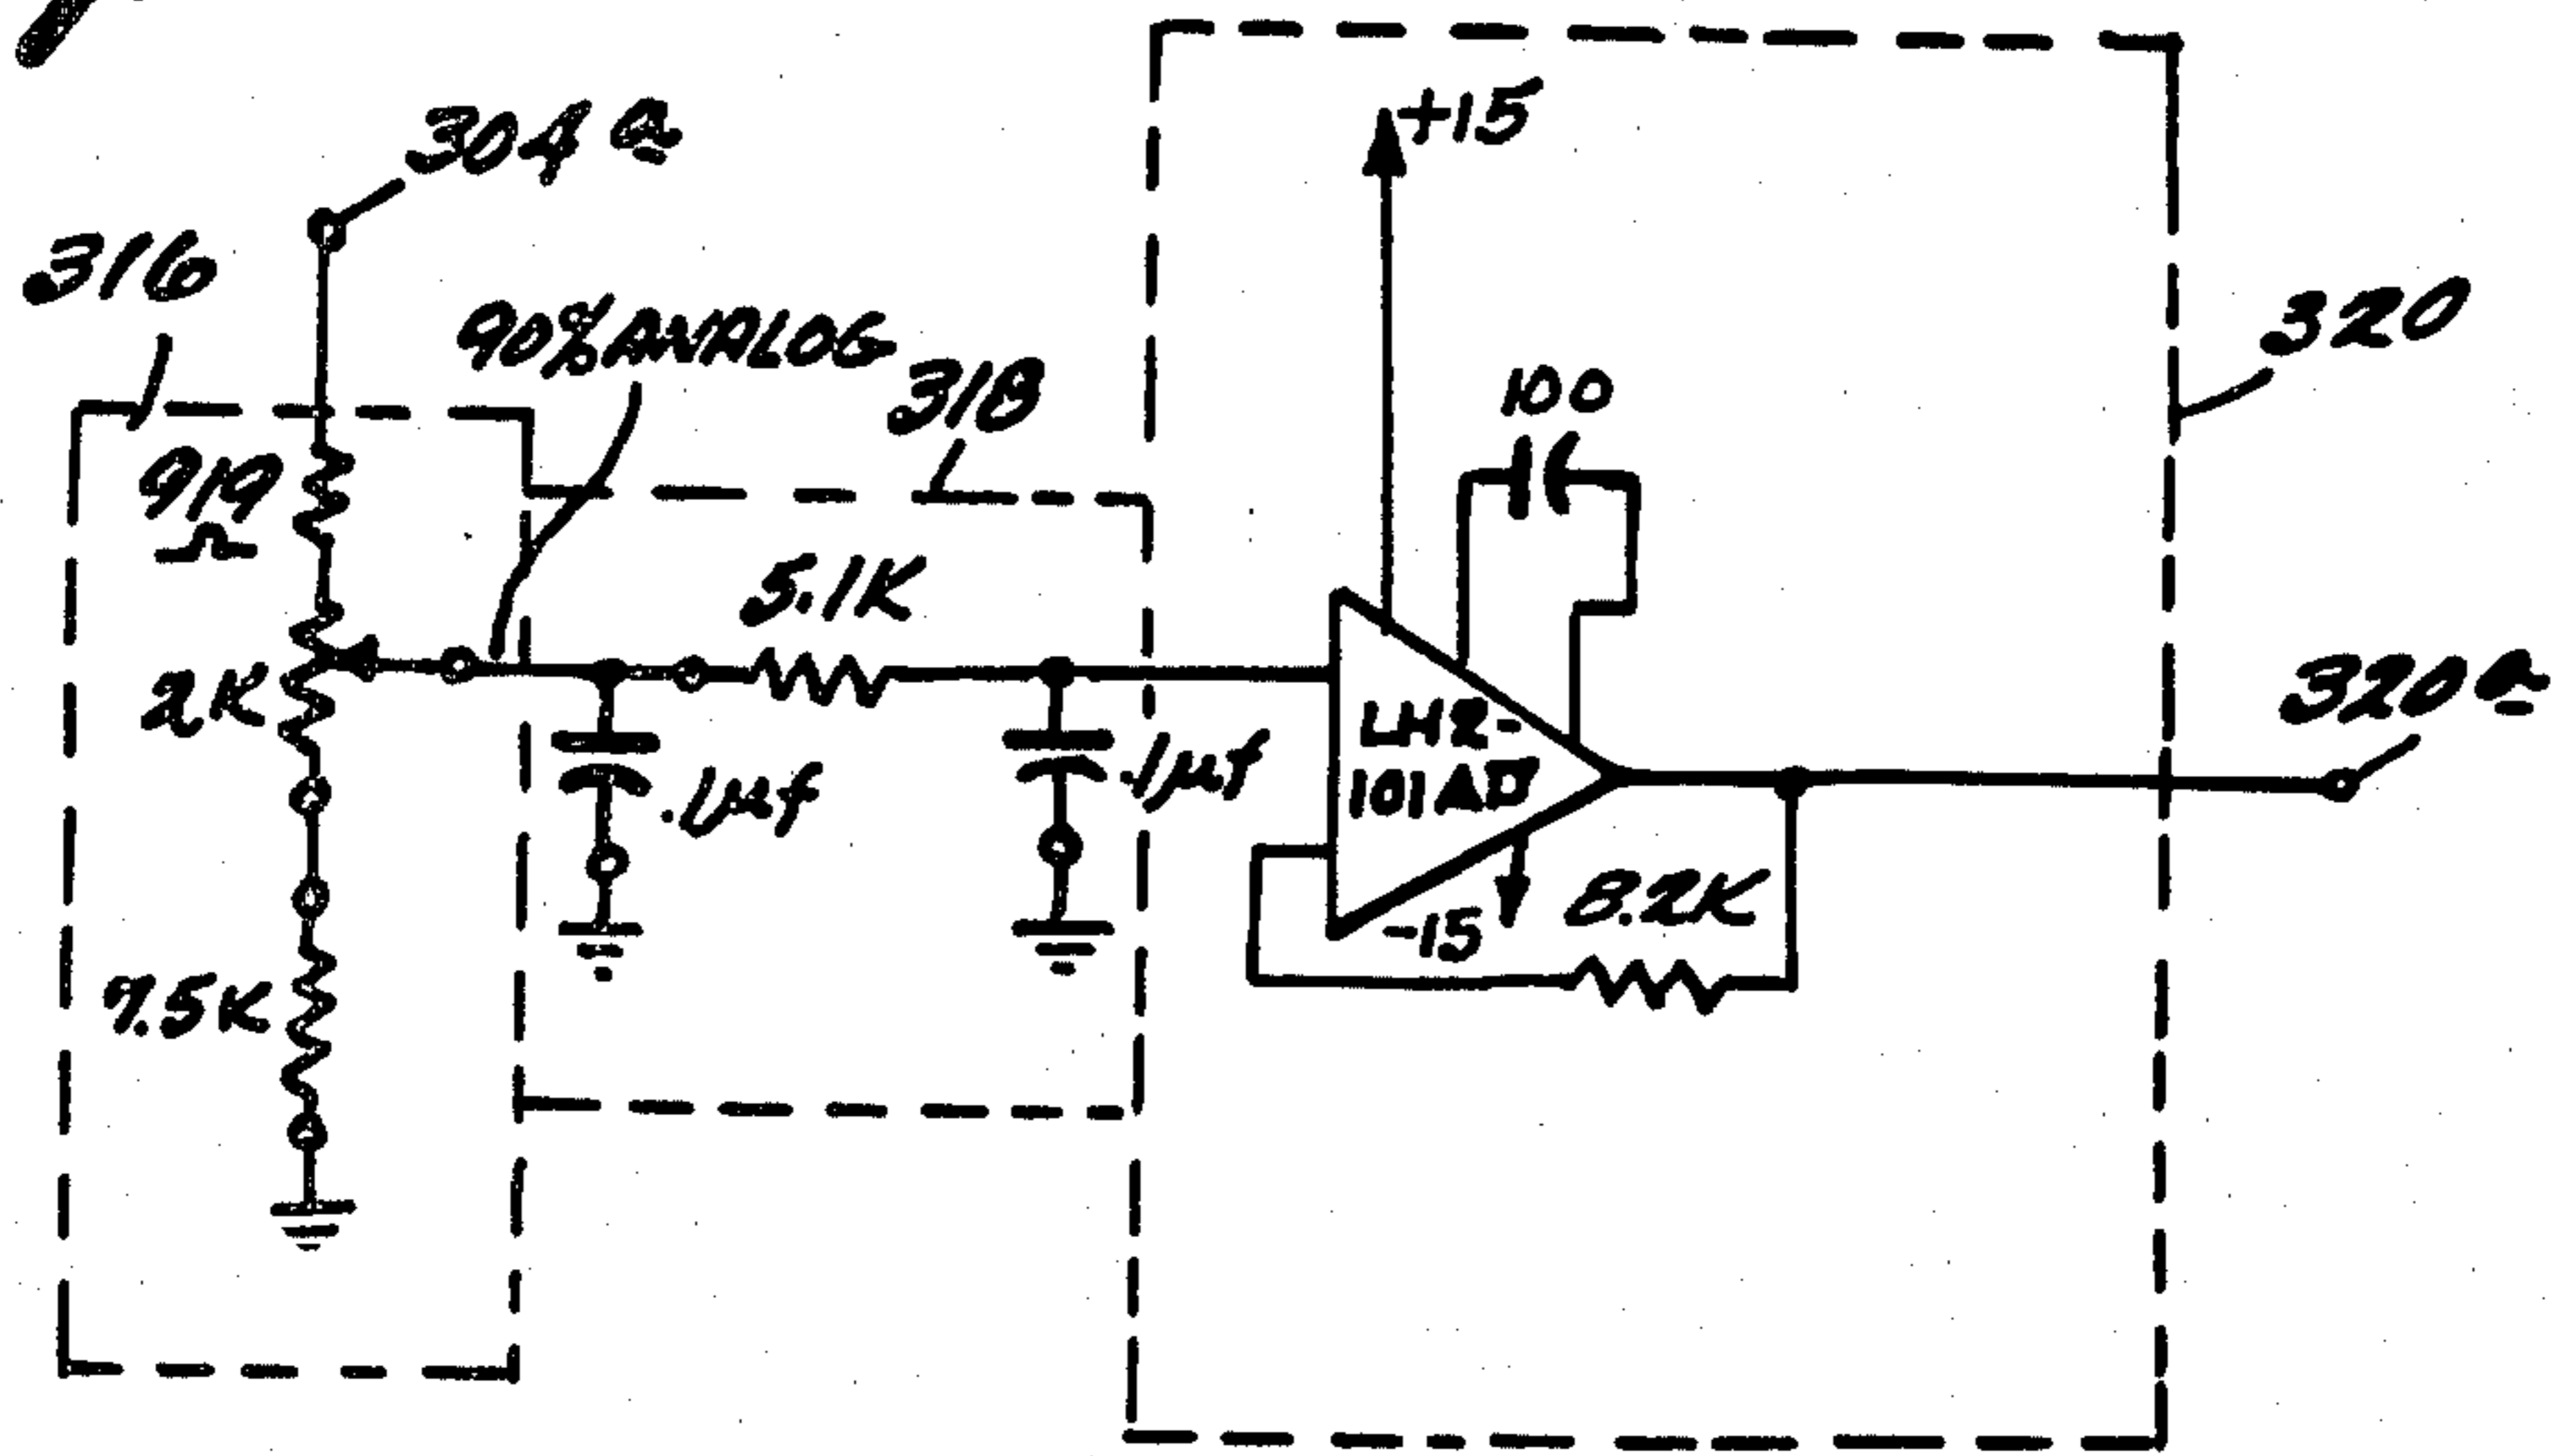 304a
+15
316
90% ANALOG
318
320
100
919
Ω
5.1K
2K
LH2-
101AD
320a
.1μf
.1μf
8.2K
-15
7.5K